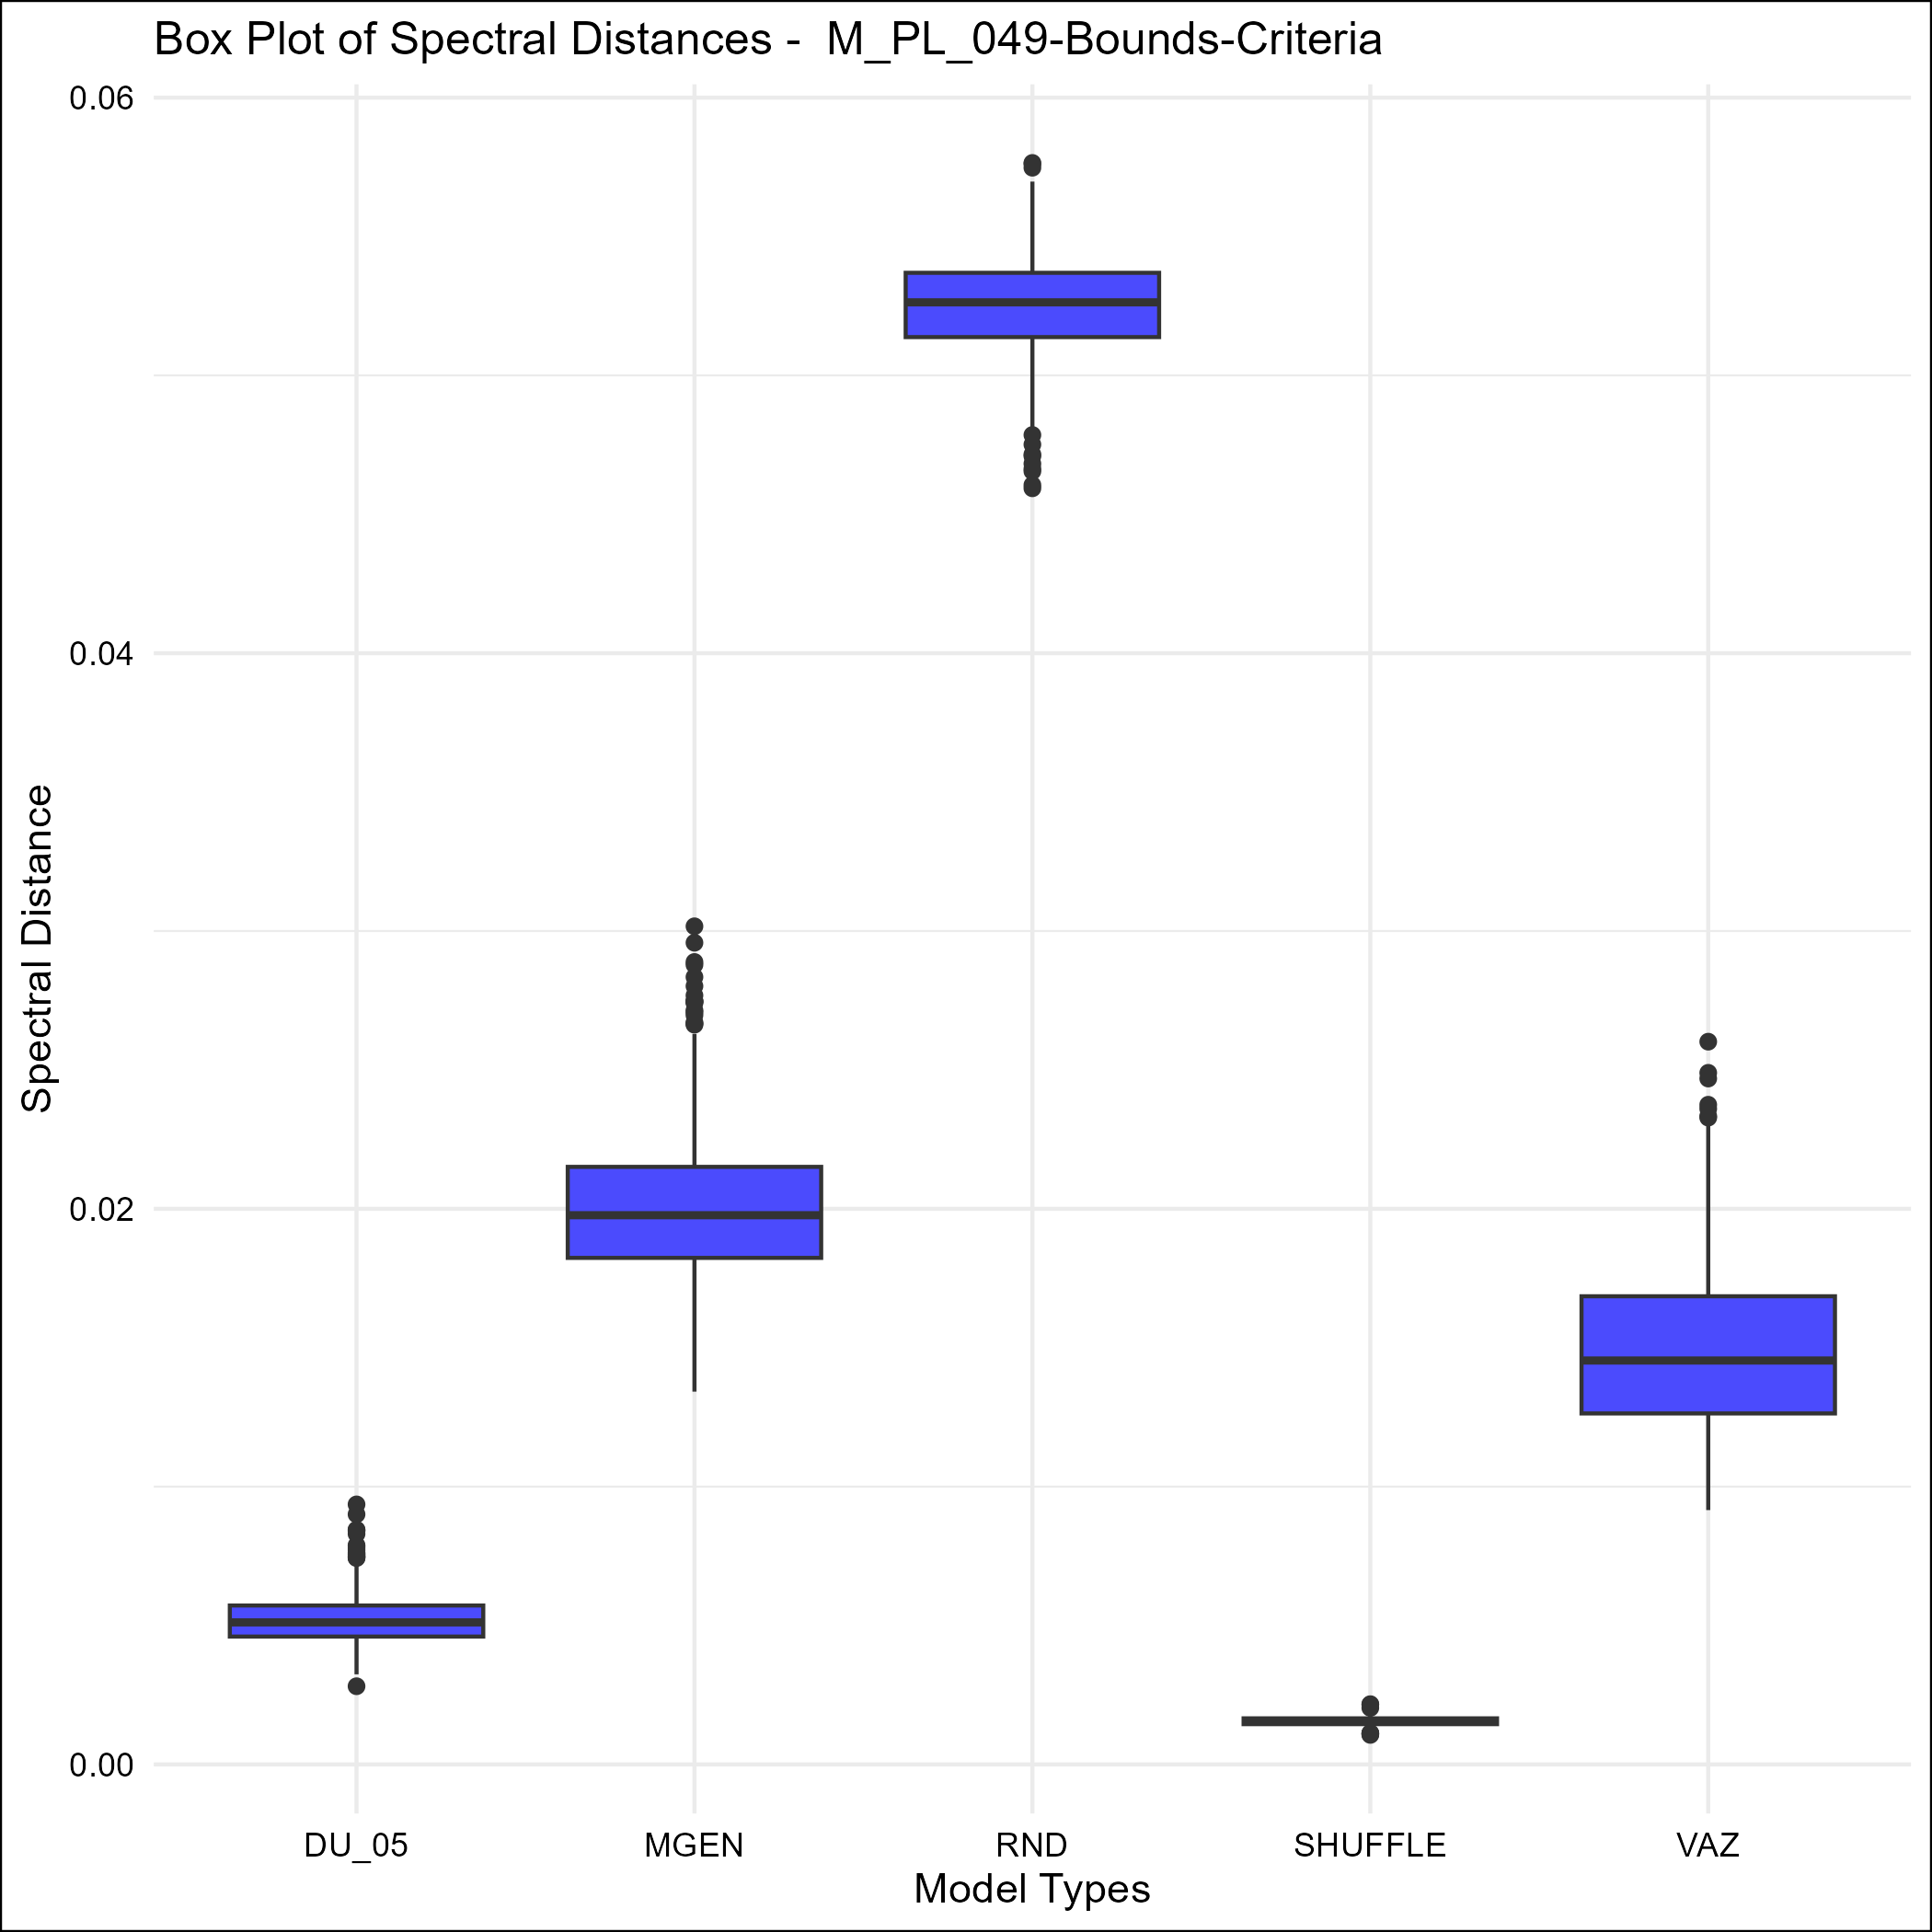 Box Plot of Spectral Distances -  M_PL_049-Bounds-Criteria
0.06
0.04
0.02
0.00
Spectral Distance
DU_05 MGEN RND SHUFFLE VAZ
Model Types